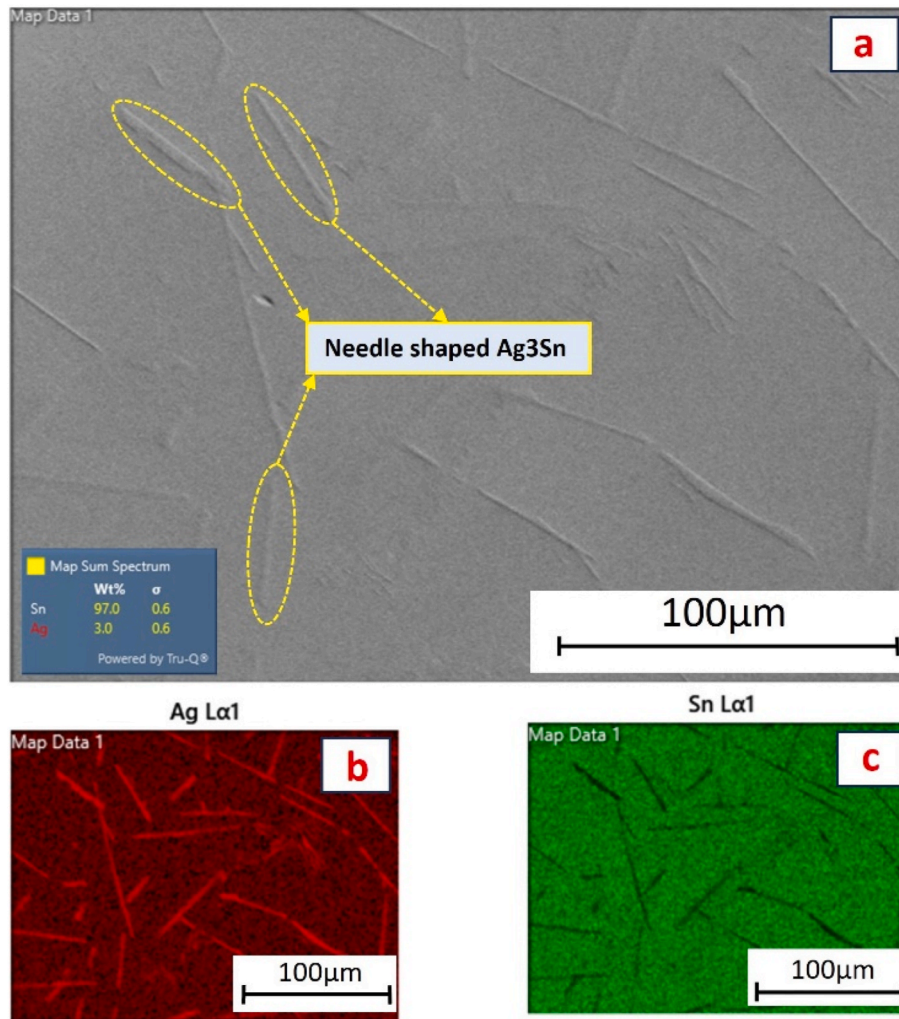 Map Data 1
a
Needle shaped Ag3Sn
Map Sum Spectrum
Wt% σ
Sn 97.0 0.6
Ag 3.0 0.6
Powered by Tru-Q®
100μm
Ag Lα1
Sn Lα1
Map Data 1
b
Map Data 1
c
100μm
100μm